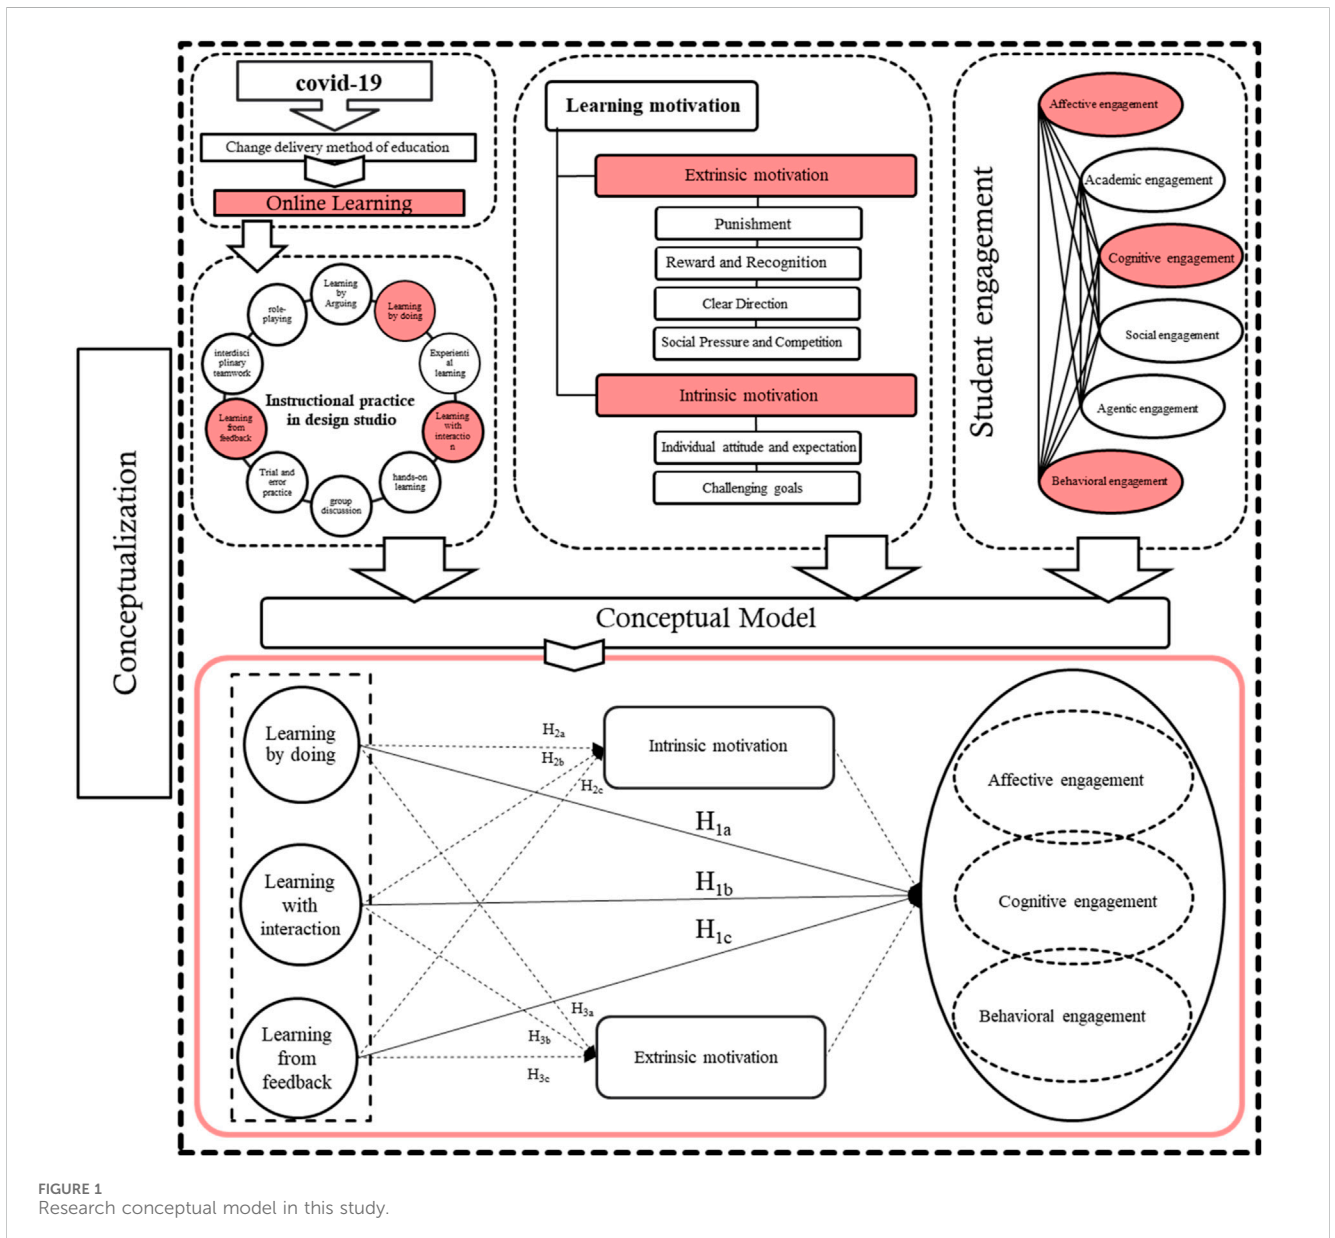 covid-19
Change delivery method of education
Online Learning
Learning
by
Arguing
Learning
by doing
Experienti
al
learning
Learning
with
interactio
n
hands-on
learning
group
discussion
Trial and
error
practice
Learning
from
feedback
interdisci
plinary
teamwork
role-
playing
Instructional practice
in design studio
Learning motivation
Extrinsic motivation
Punishment
Reward and Recognition
Clear Direction
Social Pressure and Competition
Intrinsic motivation
Individual attitude and expectation
Challenging goals
Student engagement
Affective engagement
Academic engagement
Cognitive engagement
Social engagement
Agentic engagement
Behavioral engagement
Conceptualization
Conceptual Model
Learning
by doing
Learning
with
interaction
Learning
from
feedback
H2a
H2b
H2c
H1a
H1b
H1c
H3a
H3b
H3c
Intrinsic motivation
Extrinsic motivation
Affective engagement
Cognitive engagement
Behavioral engagement
FIGURE 1
Research conceptual model in this study.